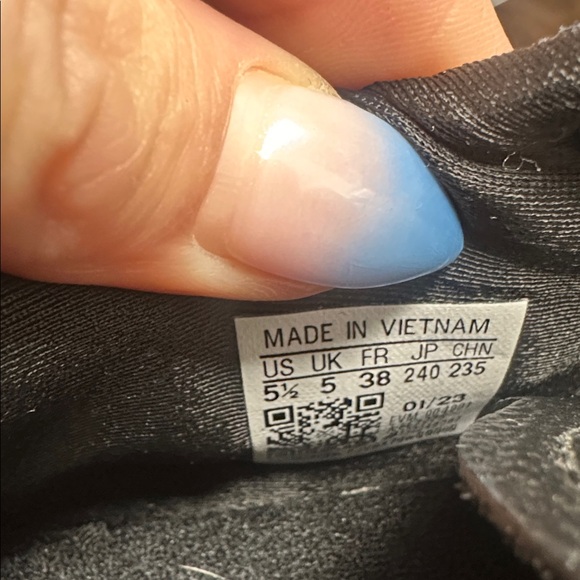 MADE IN VIETNAM
US UK FR JP CHN
5½ 5 38 240 235
01/23